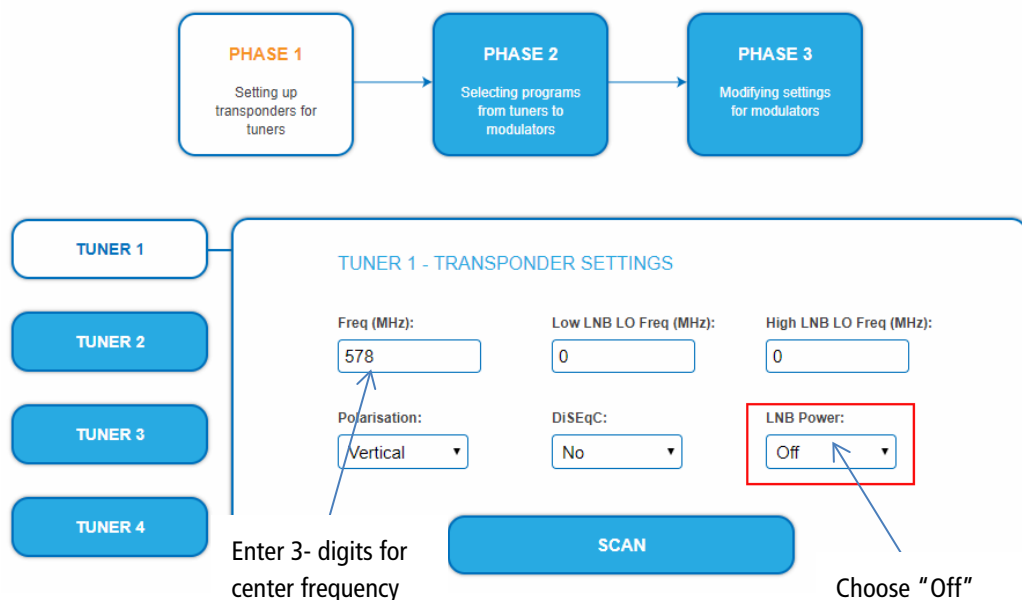 PHASE 1
Setting up
transponders for
tuners
PHASE 2
Selecting programs
from tuners to
modulators
PHASE 3
Modifying settings
for modulators
TUNER 1
TUNER 2
TUNER 3
TUNER 4
TUNER 1 - TRANSPONDER SETTINGS
Freq (MHz):
Low LNB LO Freq (MHz):
High LNB LO Freq (MHz):
578
0
0
Polarisation:
DiSEqC:
LNB Power:
Vertical
No
Off
SCAN
Enter 3- digits for
center frequency
Choose “Off”